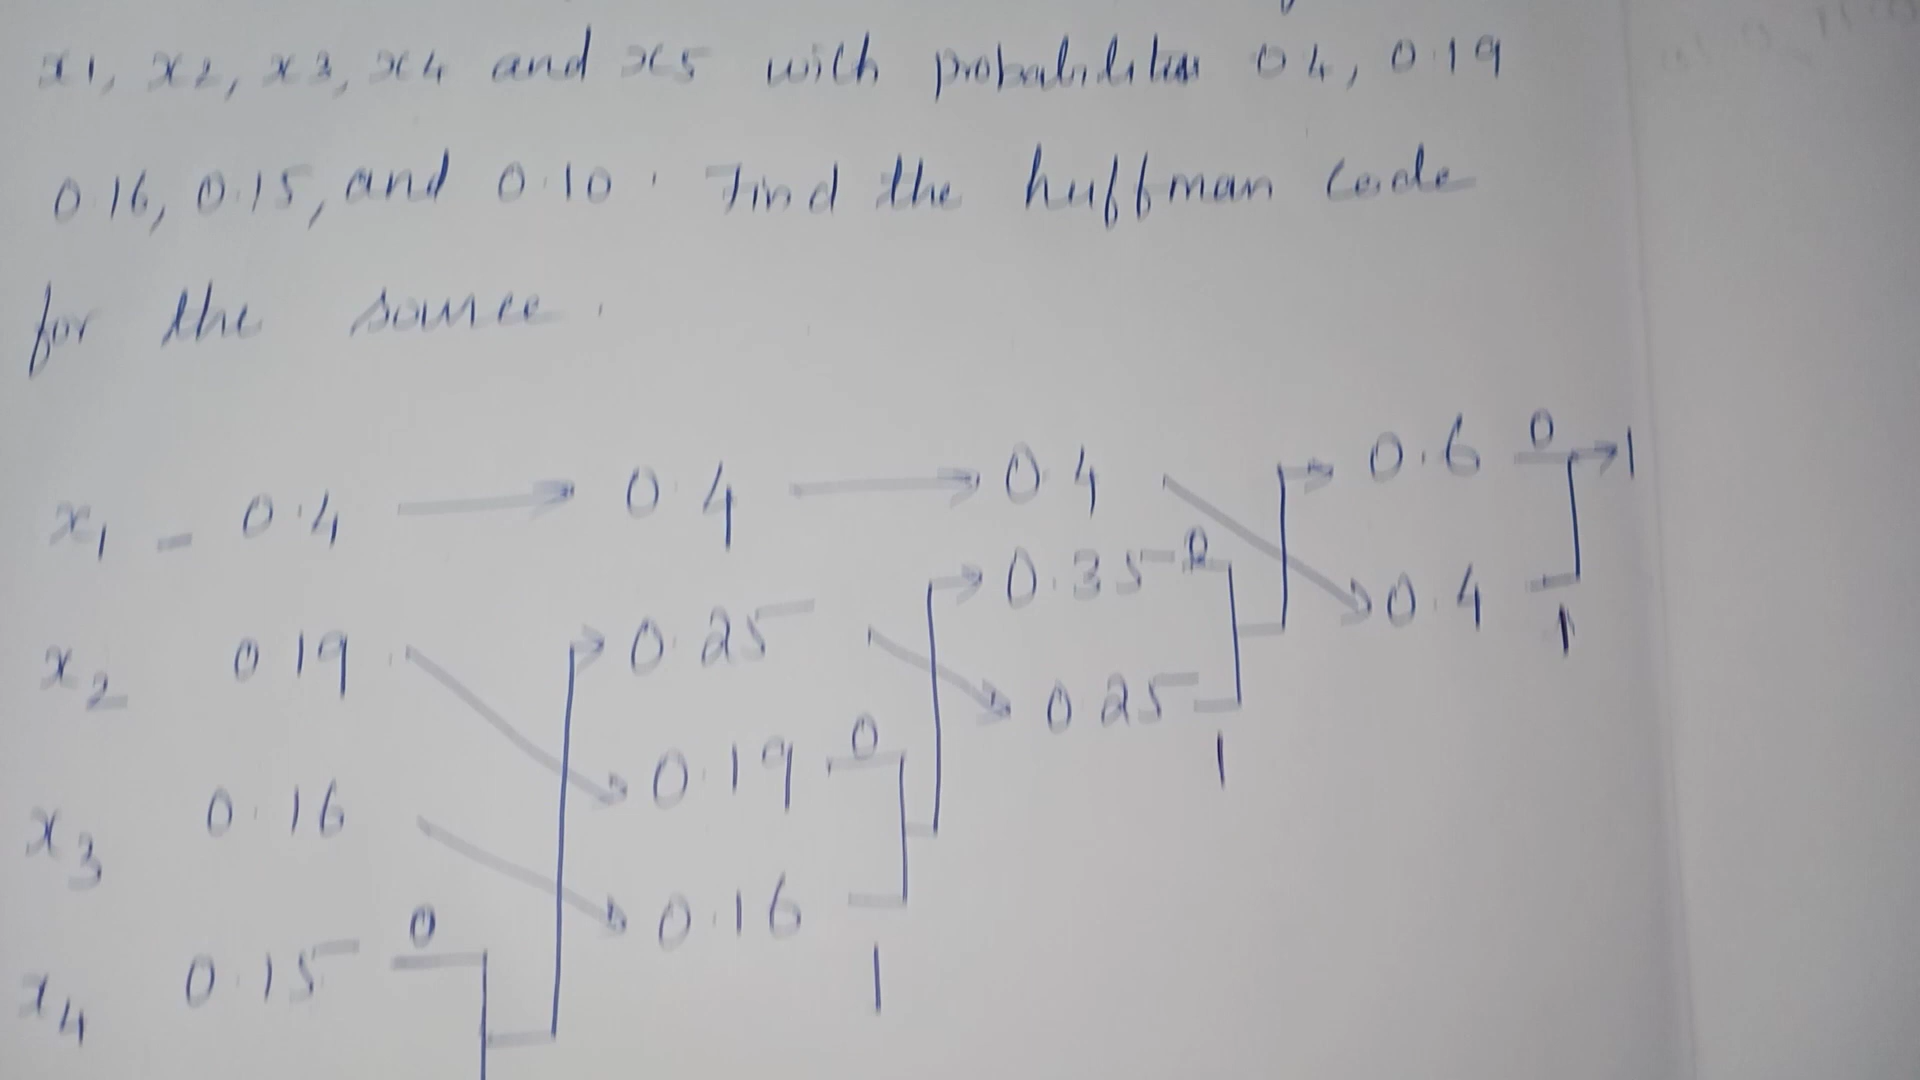 x1, x2, x3, x4 and x5 with probabilities 0.4, 0.19
0.16, 0.15, and 0.10. Find the huffman code
for the source.
x1 - 0.4 → 0.4 → 0.4 → 0.6 0 → 1
x2 0.19 → 0.25 → 0.35 0 → 0.4 1
x3 0.16 → 0.19 0 → 0.25 1
x4 0.15 0 → 0.16 1